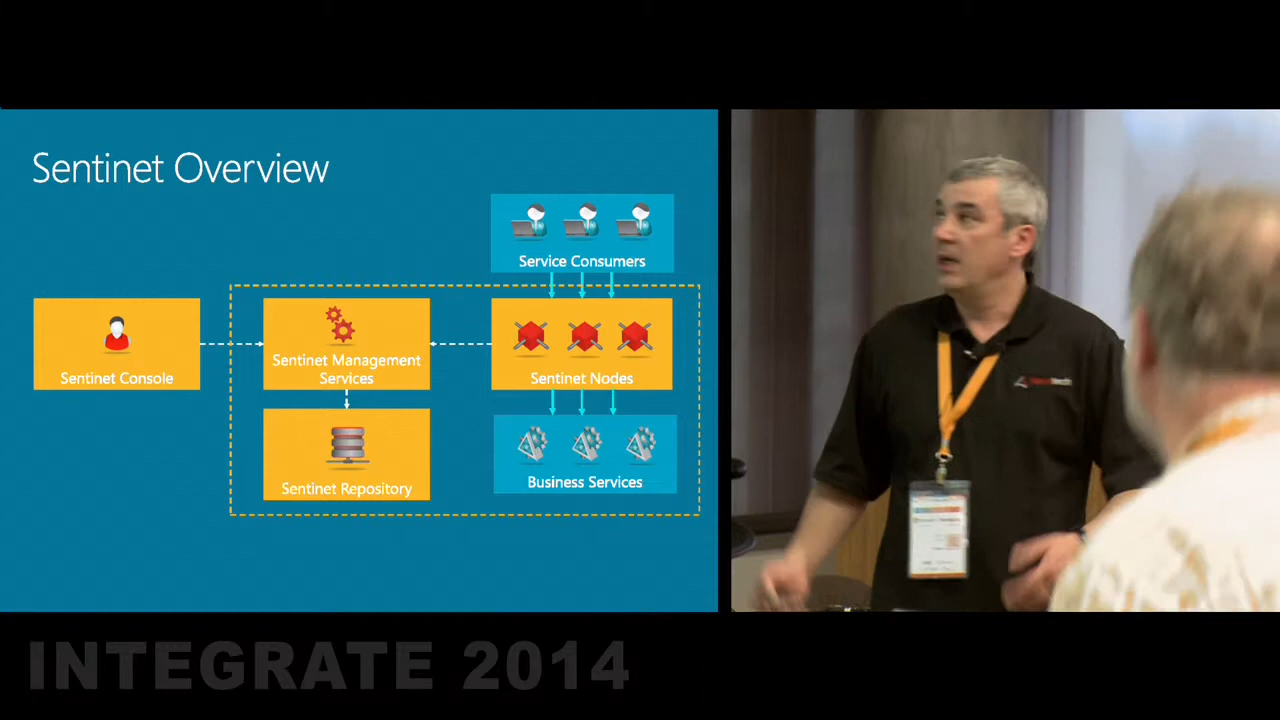 Sentinet Overview
Service Consumers
Sentinet Console
Sentinet Management
Services
Sentinet Nodes
Sentinet Repository
Business Services
INTEGRATE 2014